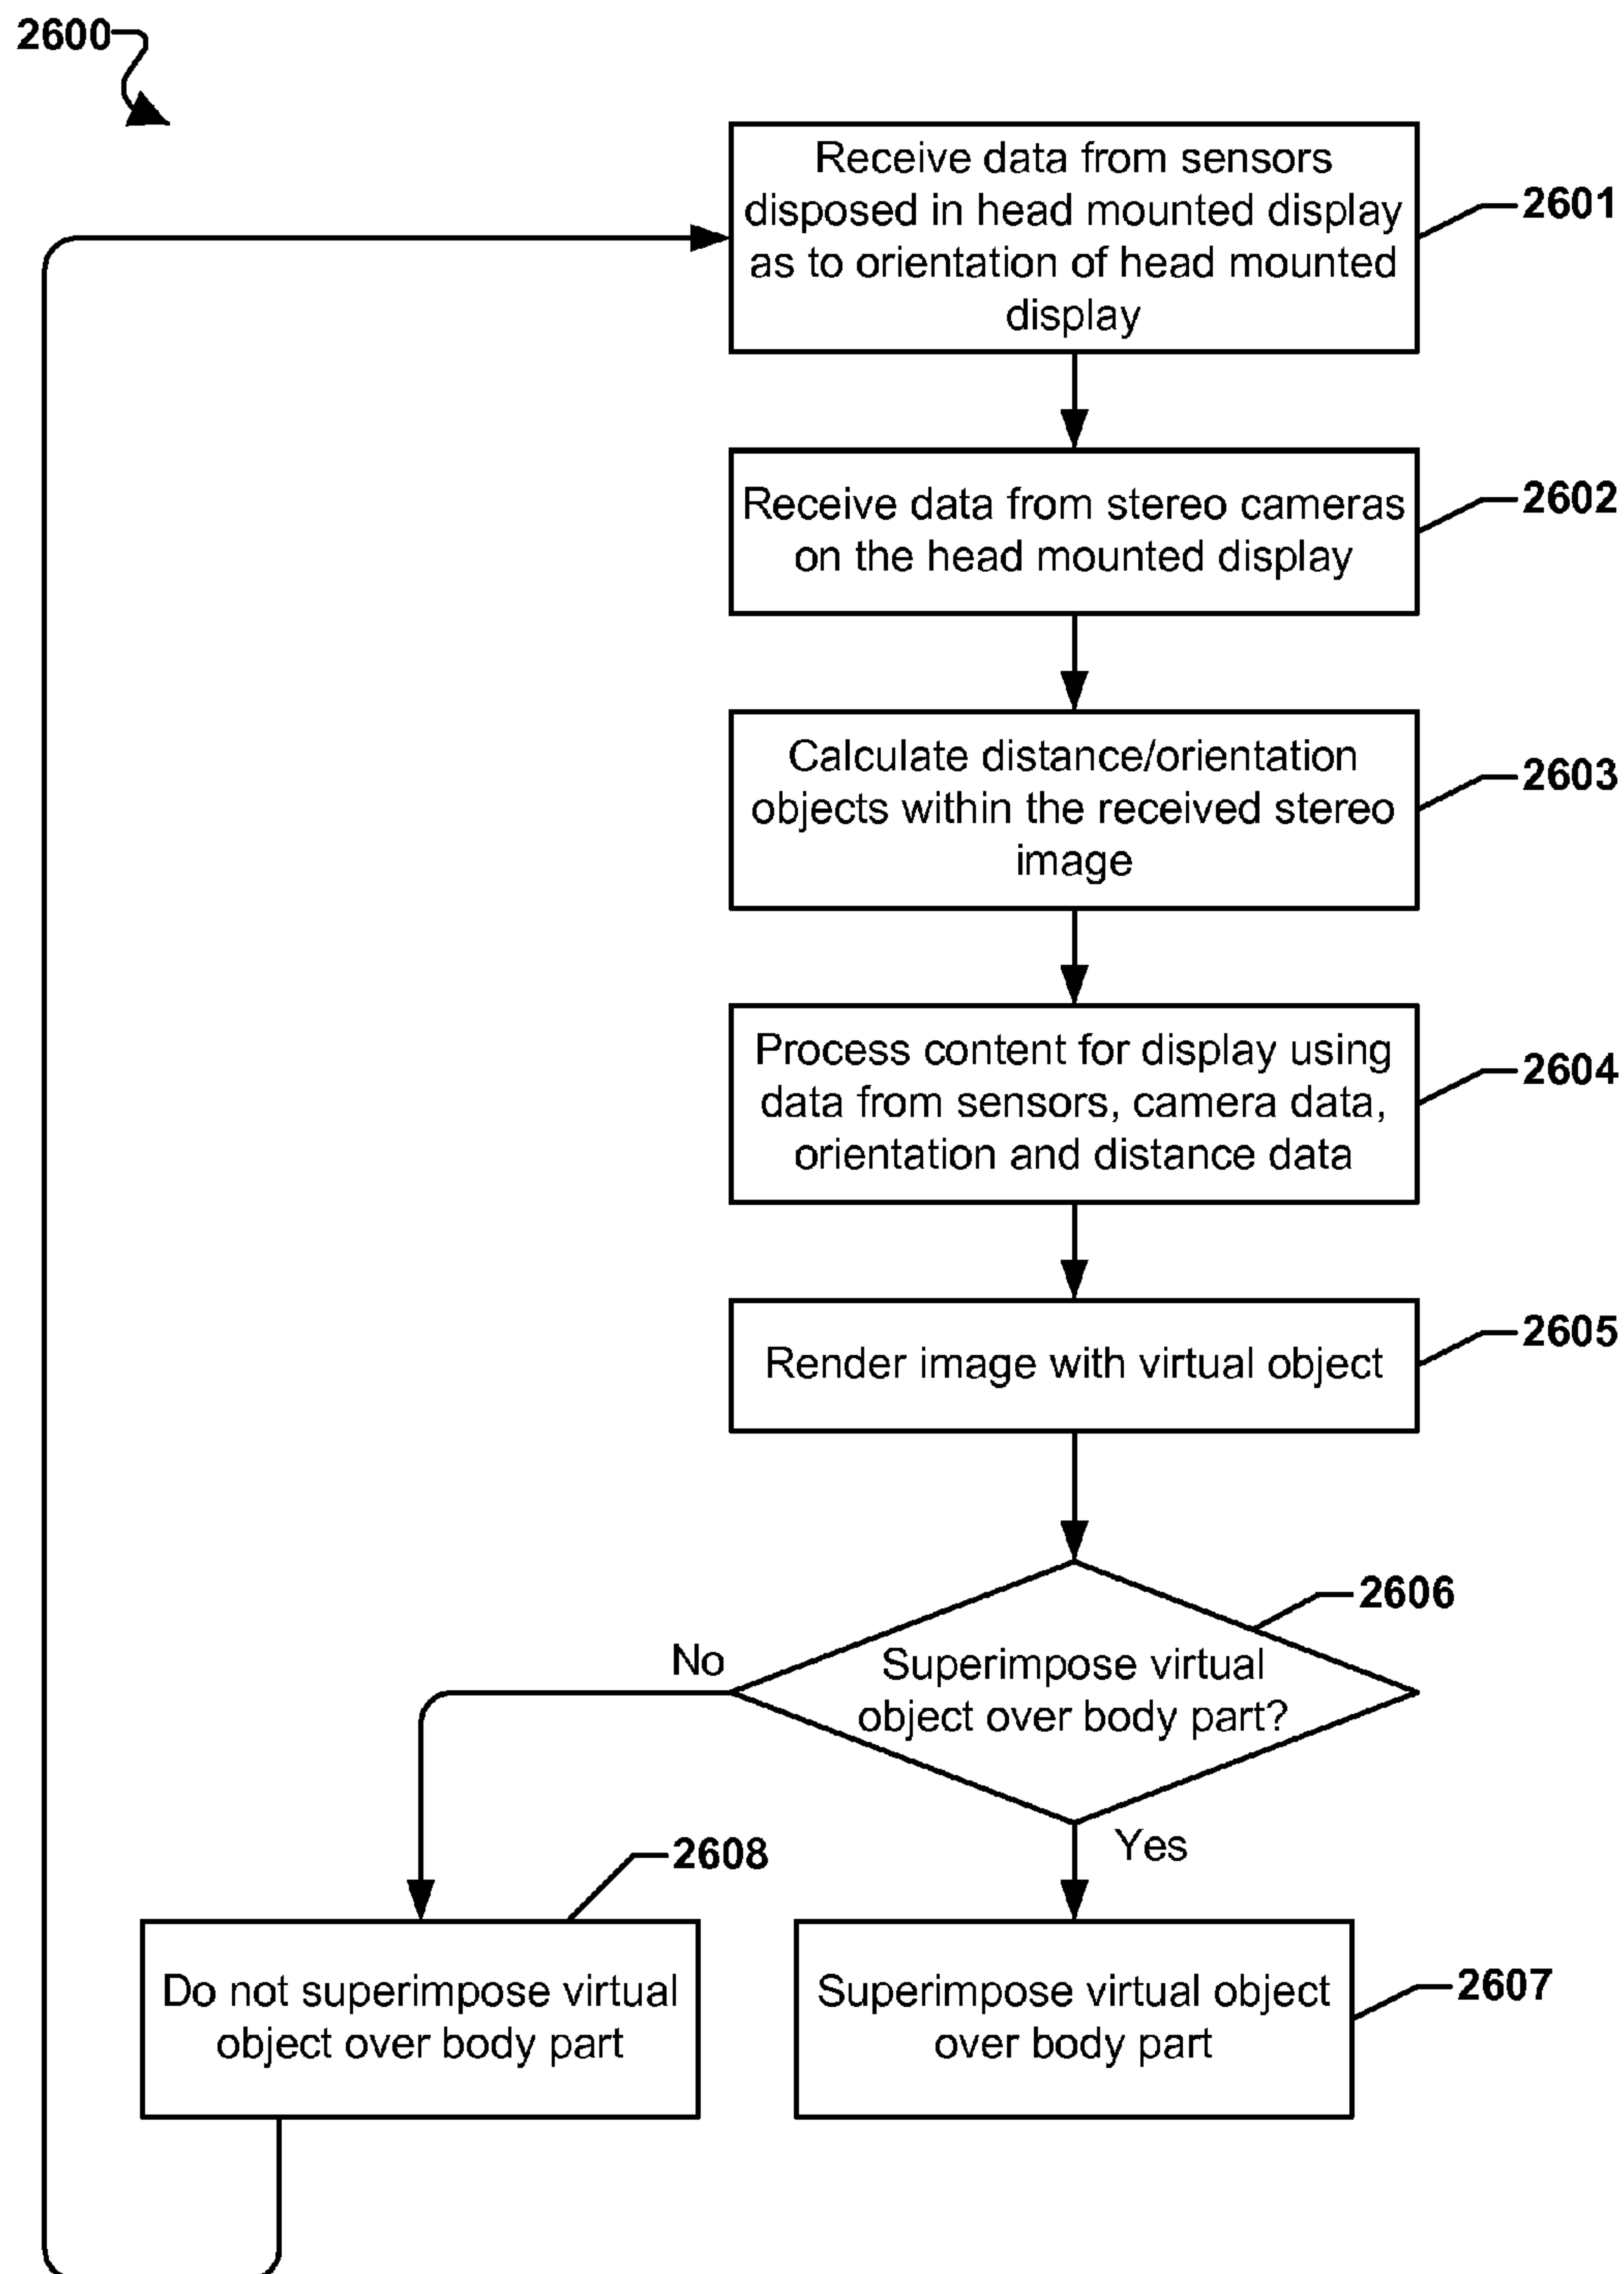 2600
Receive data from sensors
disposed in head mounted display
as to orientation of head mounted
display
2601
Receive data from stereo cameras
on the head mounted display
2602
Calculate distance/orientation
objects within the received stereo
image
2603
Process content for display using
data from sensors, camera data,
orientation and distance data
2604
Render image with virtual object
2605
Superimpose virtual
object over body part?
2606
No
Yes
Do not superimpose virtual
object over body part
2608
Superimpose virtual object
over body part
2607